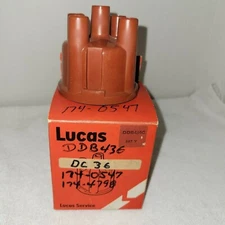 174-0547
Lucas
DDB436
DC 36
174-0547
174-4798
Lucas Service